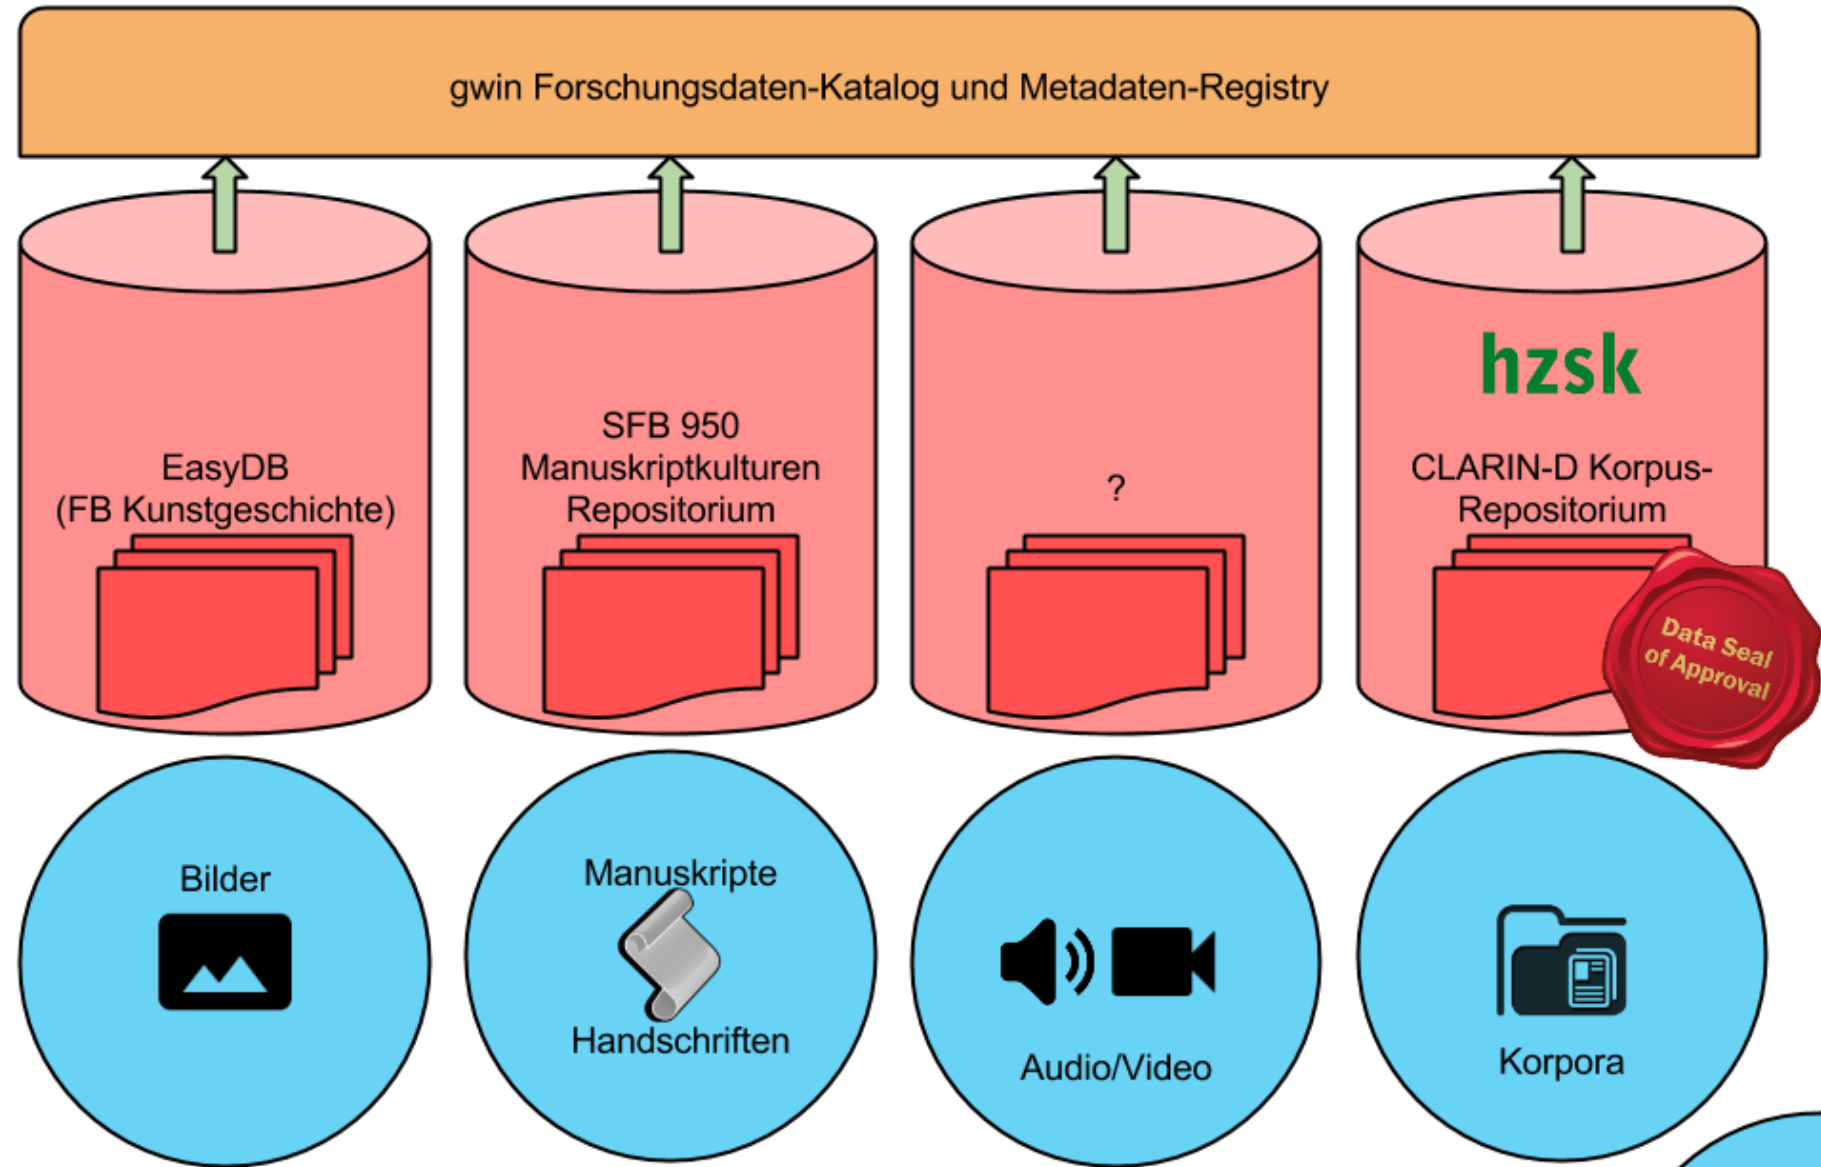 gwin Forschungsdaten-Katalog und Metadaten-Registry
EasyDB
(FB Kunstgeschichte)
SFB 950
Manuskriptkulturen
Repositorium
?
hzsk
CLARIN-D Korpus-
Repositorium
Data Seal
of Approval
Bilder
Manuskripte
Handschriften
Audio/Video
Korpora